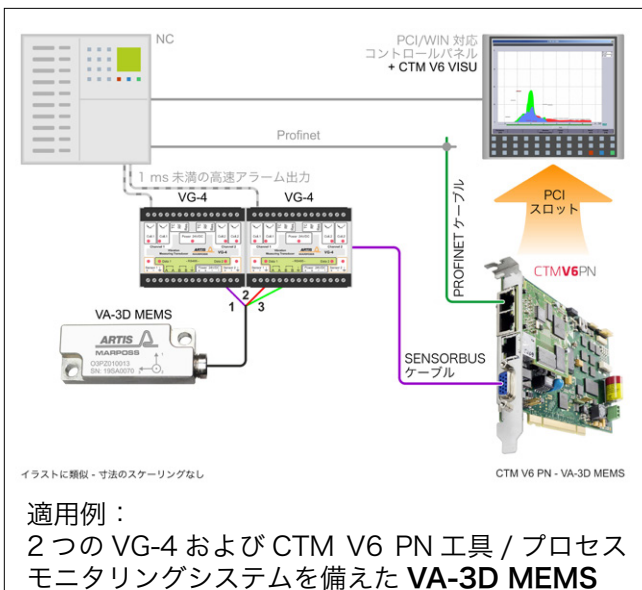 NC
PCI/WIN 対応
コントロールパネル
+ CTM V6 VISU
Profinet
1 ms 未満の高速アラーム出力
VG-4
VG-4
PCI
スロット
PROFINET ケーブル
CTMV6PN
1
2
3
VA-3D MEMS
ARTIS
MARPOSS
O3PZ010013
SN: 19SA0070
SENSORBUS
ケーブル
イラストに類似 - 寸法のスケーリングなし
CTM V6 PN - VA-3D MEMS
適用例：
2 つの VG-4 および CTM V6 PN 工具 / プロセス
モニタリングシステムを備えた VA-3D MEMS